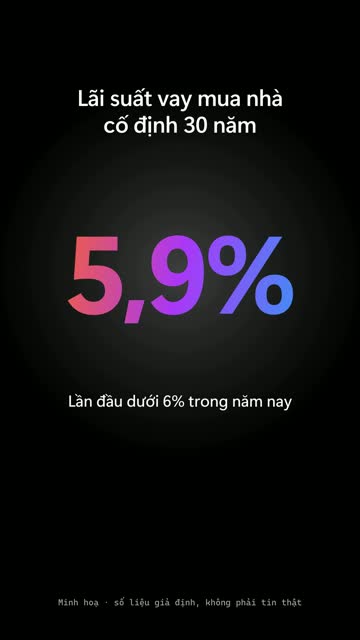 Lãi suất vay mua nhà
cố định 30 năm
5,9%
Lần đầu dưới 6% trong năm nay
Minh hoạ · số liệu giả định, không phải tin thật